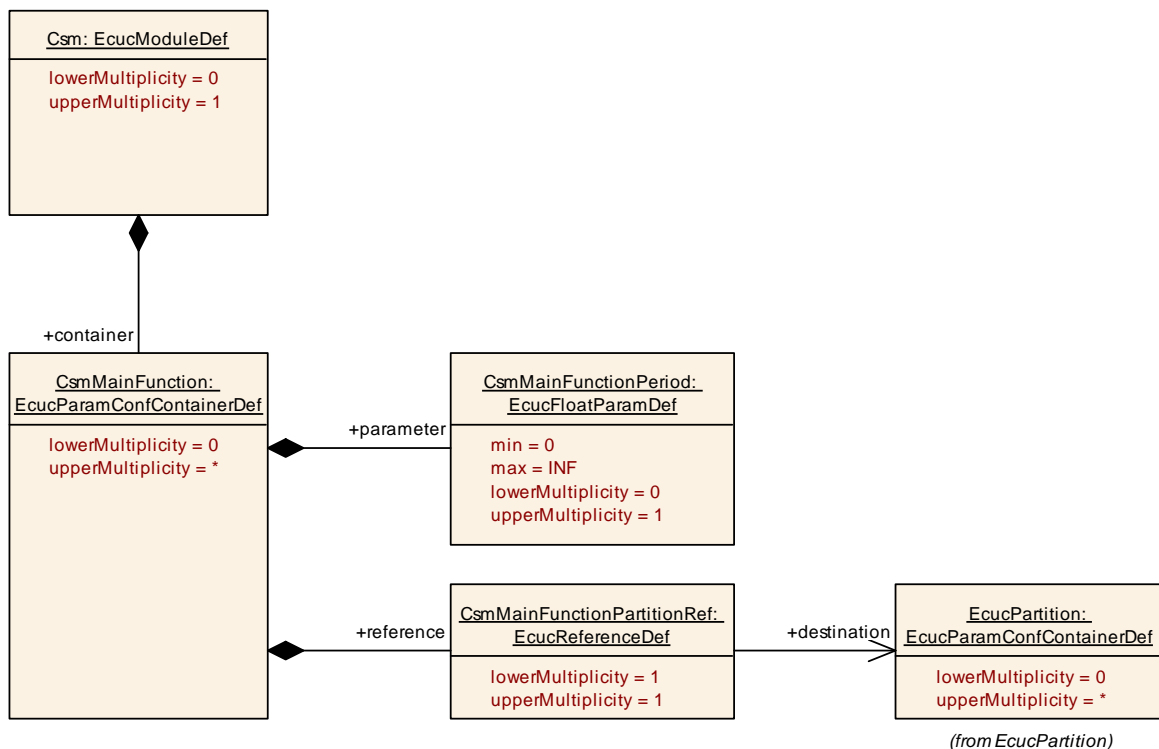 Csm: EcucModuleDef
lowerMultiplicity = 0
upperMultiplicity = 1
+container
CsmMainFunction:
EcucParamConfContainerDef
lowerMultiplicity = 0
upperMultiplicity = *
+parameter
CsmMainFunctionPeriod:
EcucFloatParamDef
min = 0
max = INF
lowerMultiplicity = 0
upperMultiplicity = 1
+reference
CsmMainFunctionPartitionRef:
EcucReferenceDef
lowerMultiplicity = 1
upperMultiplicity = 1
+destination
EcucPartition:
EcucParamConfContainerDef
lowerMultiplicity = 0
upperMultiplicity = *
(from EcucPartition)